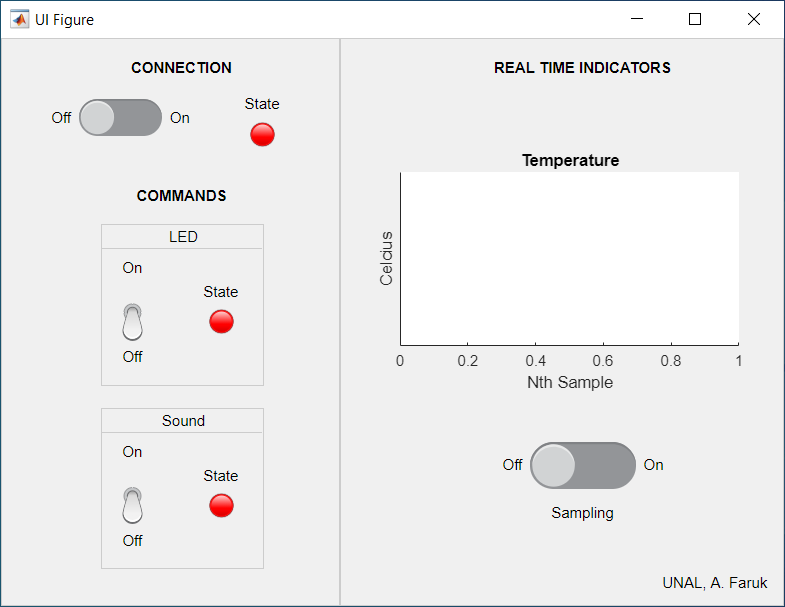 UI Figure
CONNECTION
Off
On
State
COMMANDS
LED
On
State
Off
Sound
On
State
Off
REAL TIME INDICATORS
Temperature
Celcius
0 0.2 0.4 0.6 0.8 1
Nth Sample
Off
On
Sampling
UNAL, A. Faruk